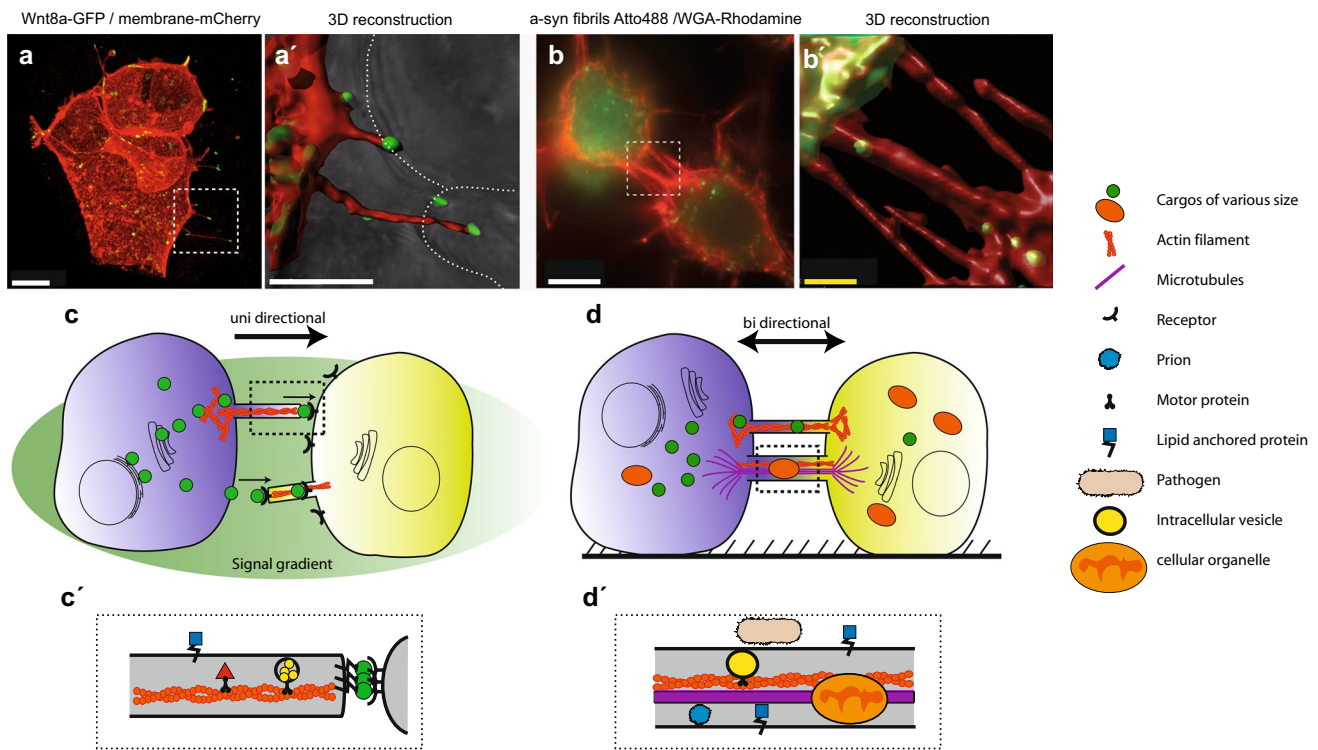 Wnt8a-GFP / membrane-mCherry
3D reconstruction
a-syn fibrils Atto488 /WGA-Rhodamine
3D reconstruction
a
a´
b
b´
Cargos of various size
Actin filament
Microtubules
Receptor
Prion
Motor protein
Lipid anchored protein
Pathogen
Intracellular vesicle
cellular organelle
c
uni directional
Signal gradient
d
bi directional
c´
d´